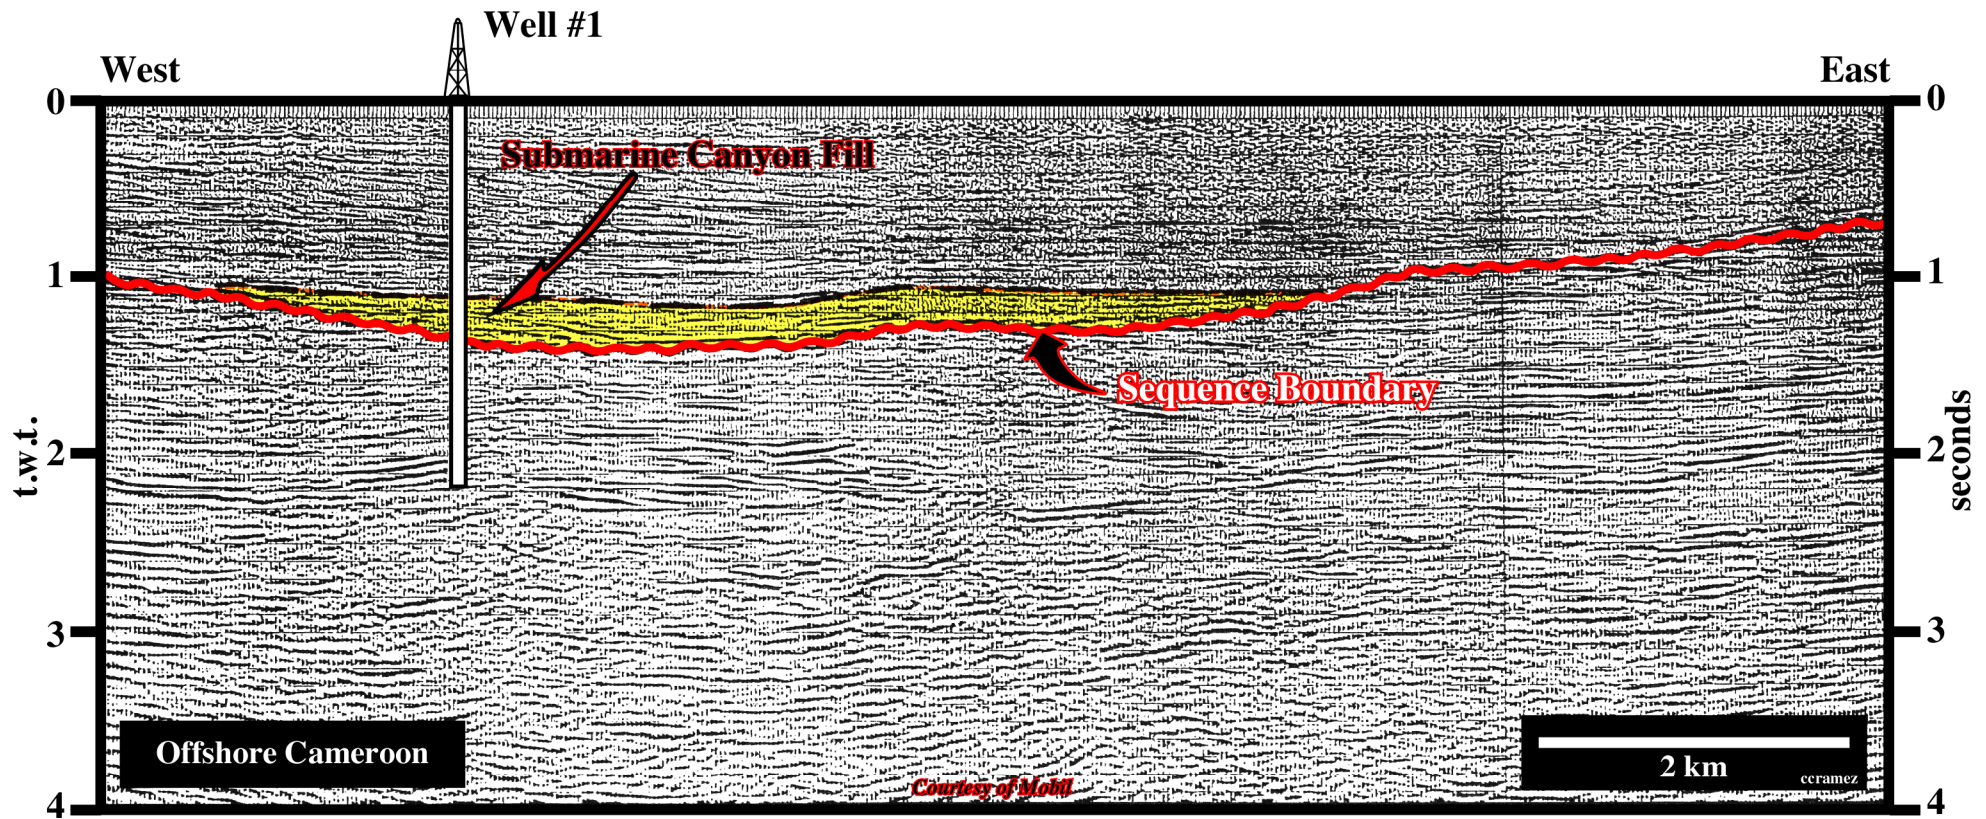 Well #1
West
East
0
0
Submarine Canyon Fill
1
1
Sequence Boundary
t.w.t.
2
2
seconds
3
3
Offshore Cameroon
2 km
ccramez
Courtesy of Mobil
4
4